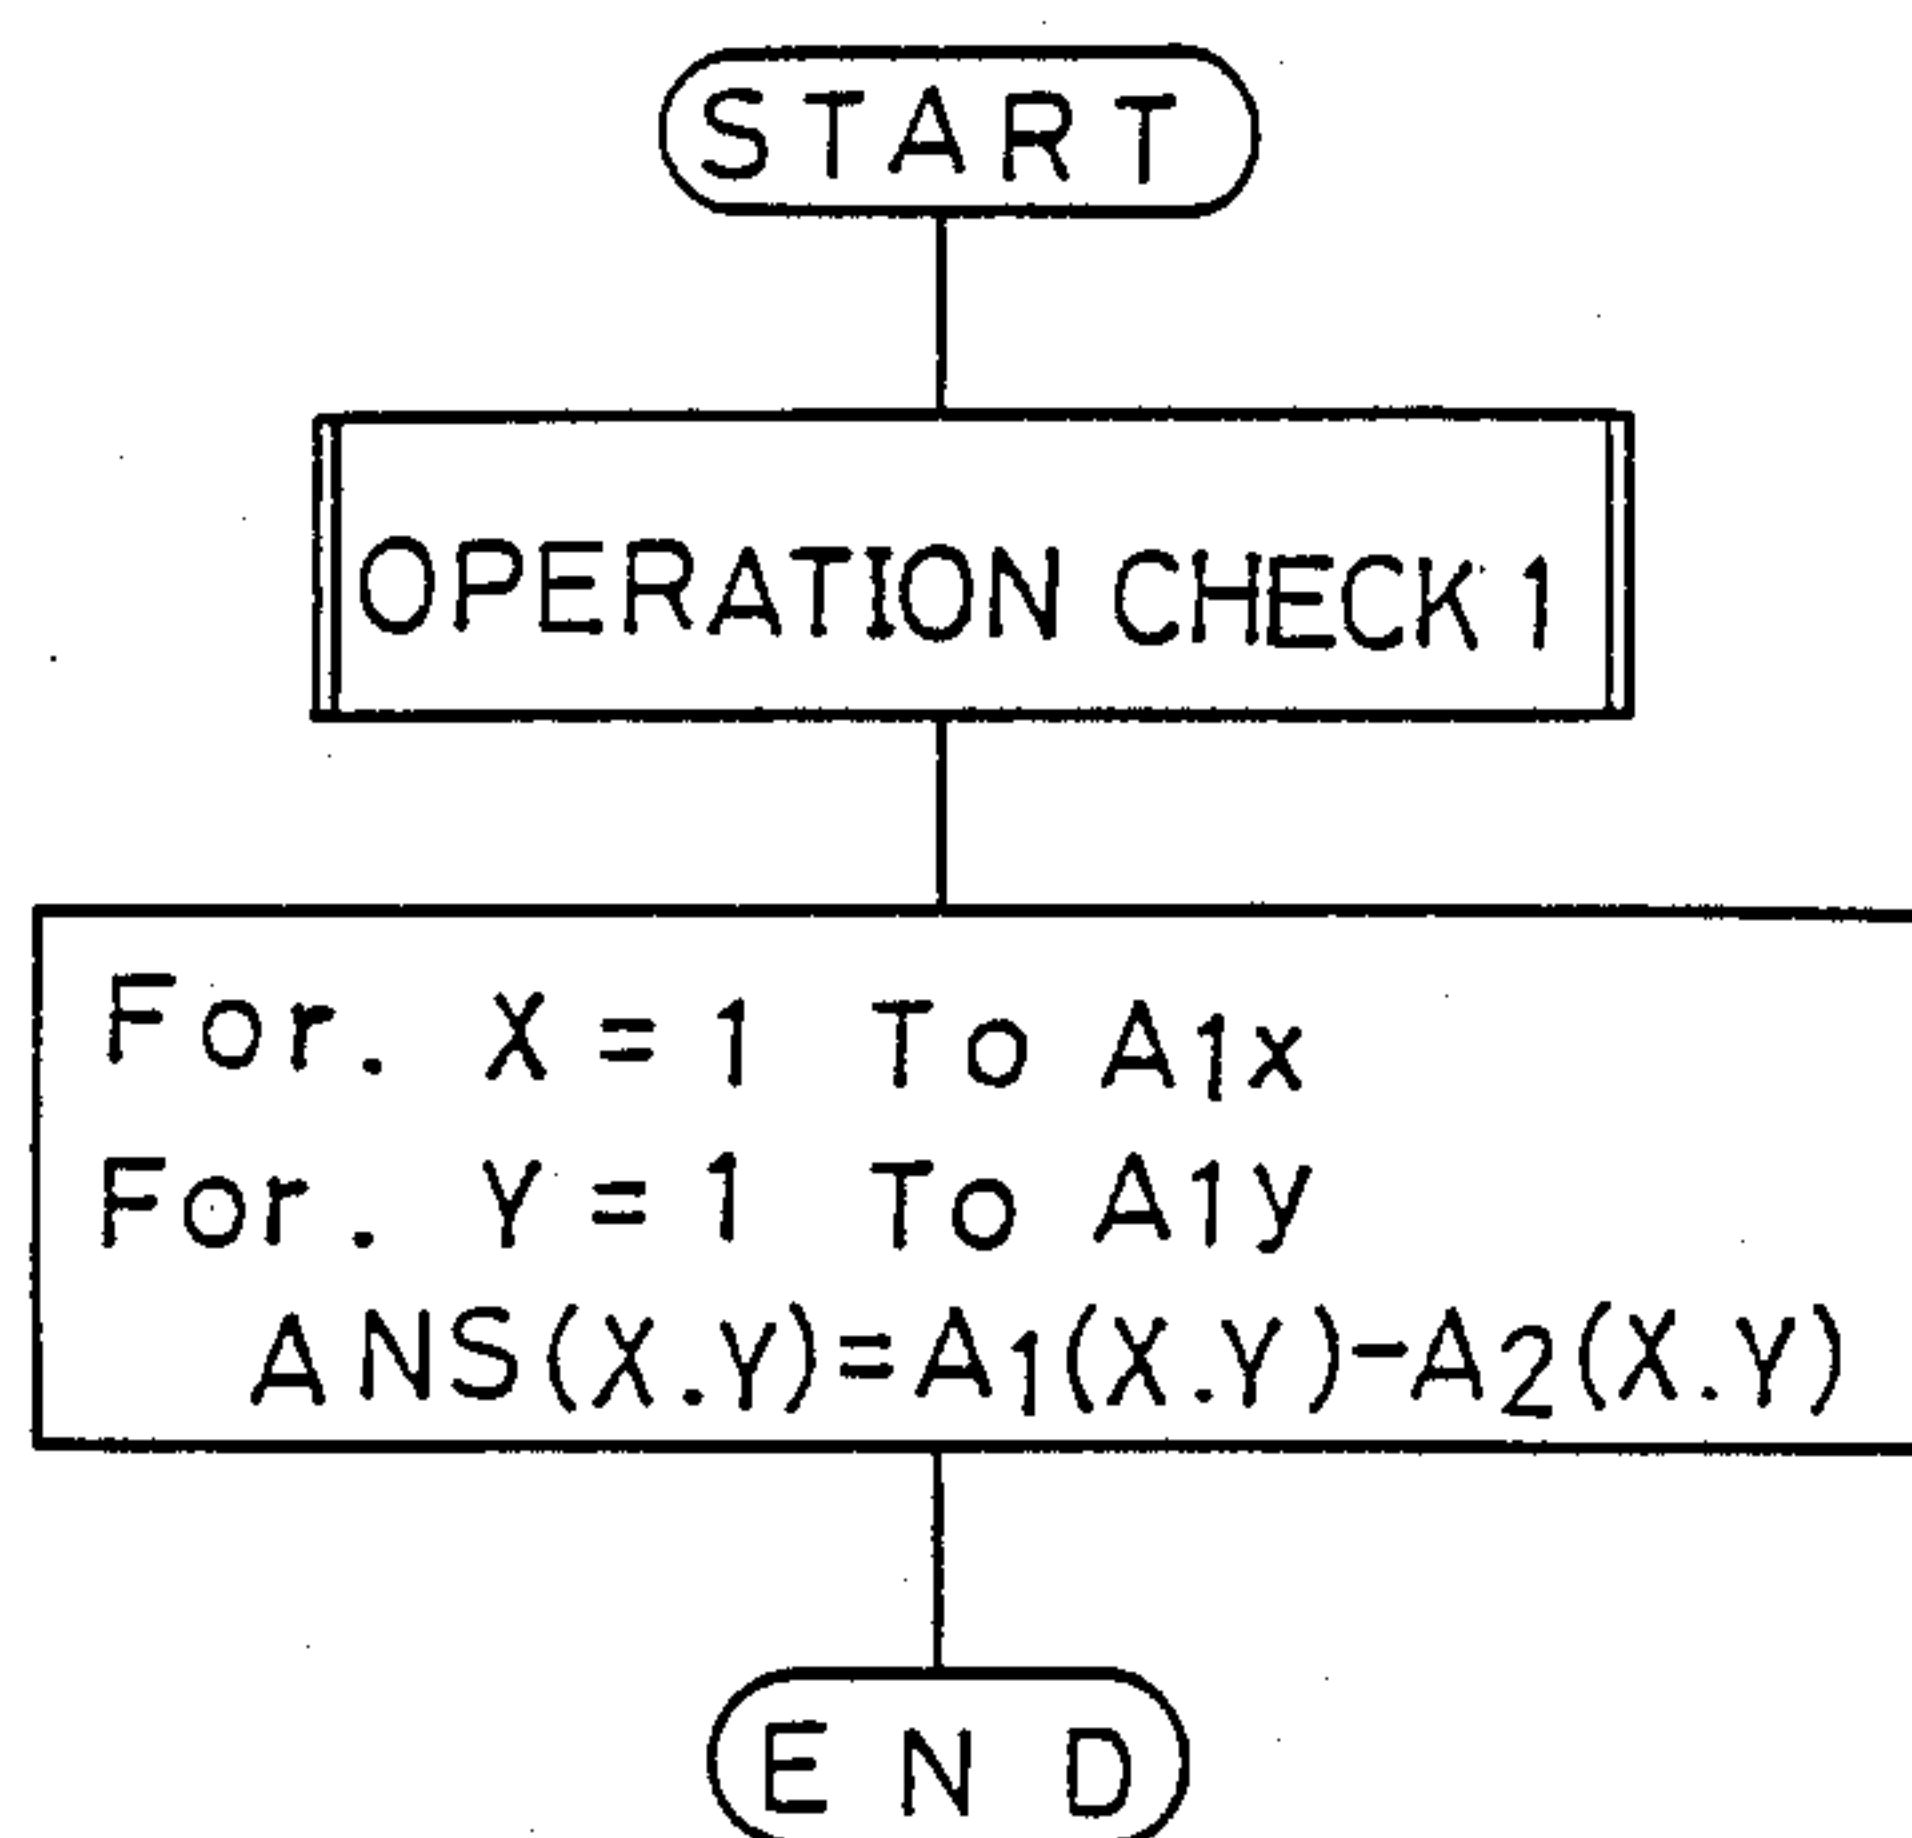 START
OPERATION CHECK 1
For. X = 1 To A1x
For. Y = 1 To A1y
ANS(X.Y)=A1(X.Y)-A2(X.Y)
END